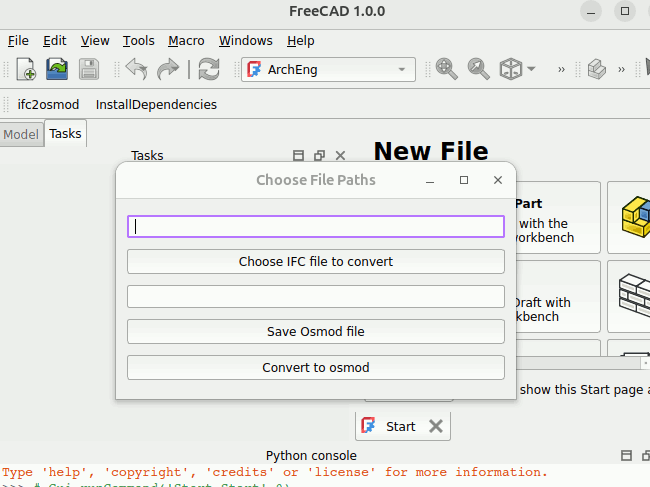 FreeCAD 1.0.0
File Edit View Tools Macro Windows Help
ArchEng
ifc2osmod InstallDependencies
Model Tasks
Tasks
New File
Choose File Paths
Part
with the
workbench
Choose IFC file to convert
Draft with
Save Osmod file
Convert to osmod
show this Start page a
Start
Python console
Type 'help', 'copyright', 'credits' or 'license' for more information.